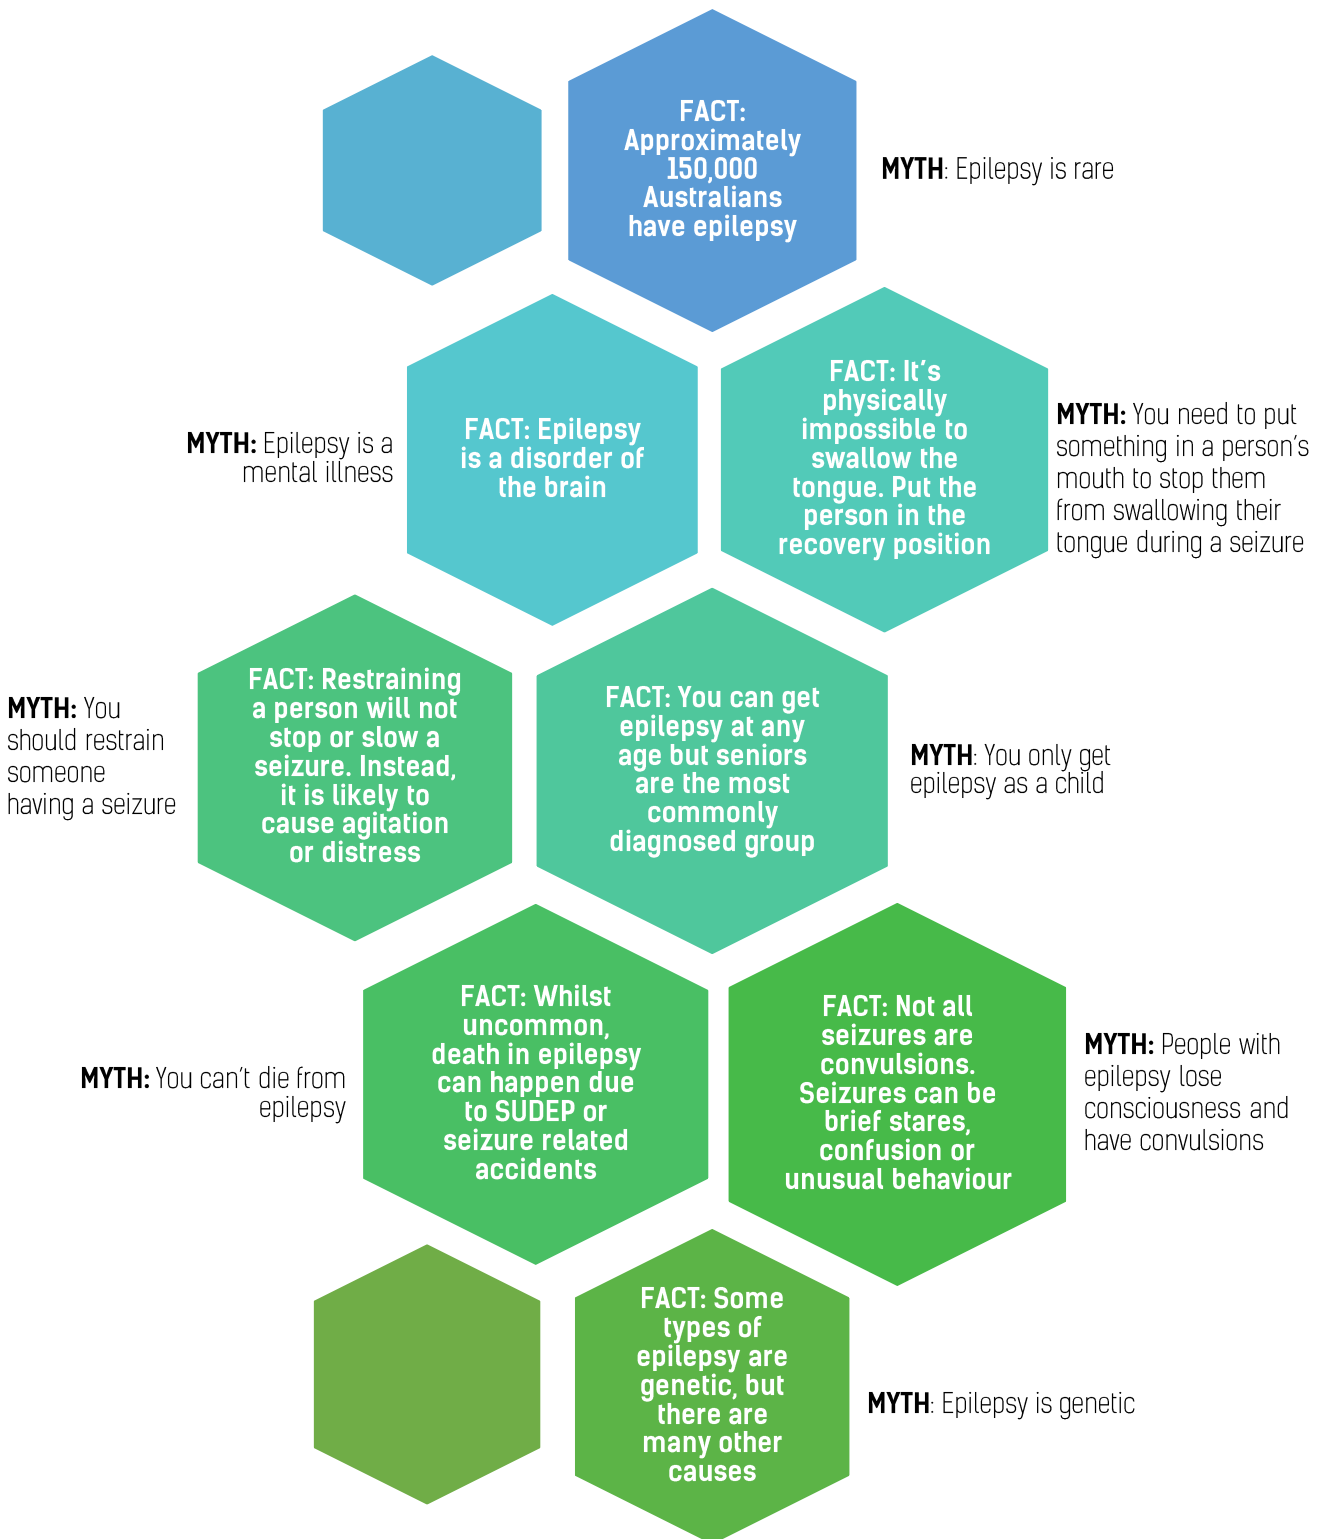 FACT:
Approximately
150,000
Australians
have epilepsy
MYTH: Epilepsy is rare
MYTH: Epilepsy is a
mental illness
FACT: Epilepsy
is a disorder of
the brain
FACT: It's
physically
impossible to
swallow the
tongue. Put the
person in the
recovery position
MYTH: You need to put
something in a person's
mouth to stop them
from swallowing their
tongue during a seizure
MYTH: You
should restrain
someone
having a seizure
FACT: Restraining
a person will not
stop or slow a
seizure. Instead,
it is likely to
cause agitation
or distress
FACT: You can get
epilepsy at any
age but seniors
are the most
commonly
diagnosed group
MYTH: You only get
epilepsy as a child
MYTH: You can't die from
epilepsy
FACT: Whilst
uncommon,
death in epilepsy
can happen due
to SUDEP or
seizure related
accidents
FACT: Not all
seizures are
convulsions.
Seizures can be
brief stares,
confusion or
unusual behaviour
MYTH: People with
epilepsy lose
consciousness and
have convulsions
FACT: Some
types of
epilepsy are
genetic, but
there are
many other
causes
MYTH: Epilepsy is genetic